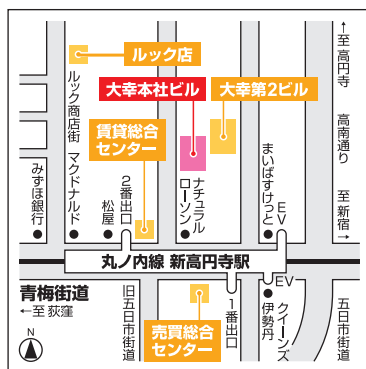 ルック店
大幸本社ビル
大幸第2ビル
賃貸総合
センター
←至 高円寺
高南通り
至 新宿→
ルック商店街
みずほ銀行
マクドナルド
松屋
2番出口
ナチュラル
ローソン
まいばすけっと
EV
丸ノ内線 新高円寺駅
青梅街道
←至 荻窪
旧五日市街道
売買総合
センター
1番出口
EV
クイーンズ
伊勢丹
五日市街道
N